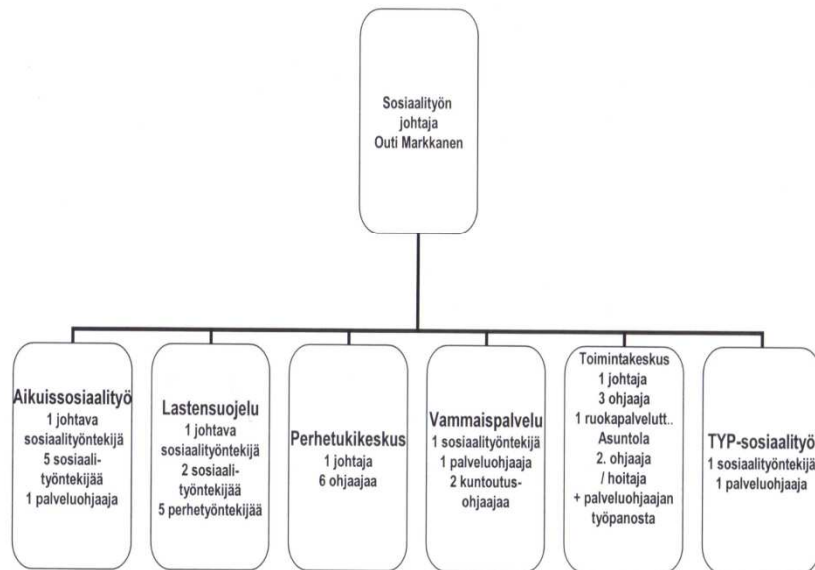 Sosiaalityön
johtaja
Outi Markkanen
Aikuissosiaalityö
1 johtava
sosiaalityöntekijä
5 sosiaali-
työntekijää
1 palveluohjaaja
Lastensuojelu
1 johtava
sosiaalityöntekijä
2 sosiaali-
työntekijää
5 perhetyöntekijää
Perhetukikeskus
1 johtaja
6 ohjaajaa
Vammaispalvelu
1 sosiaalityöntekijä
1 palveluohjaaja
2 kuntoutus-
ohjaajaa
Toimintakeskus
1 johtaja
3 ohjaaja
1 ruokapalvelutt..
Asuntola
2. ohjaaja
/ hoitaja
+ palveluohjaajan
työpanosta
TYP-sosiaalityö
1 sosiaalityöntekijä
1 palveluohjaaja